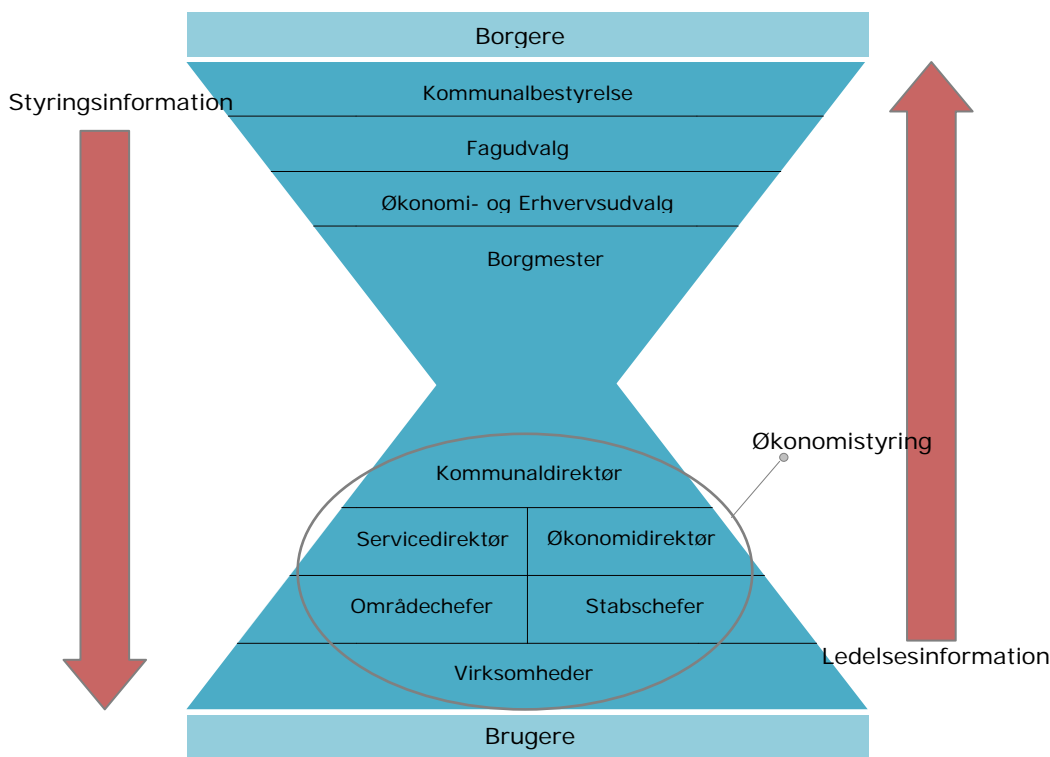 Borgere
Kommunalbestyrelse
Styringsinformation
Fagudvalg
Økonomi- og Erhvervsudvalg
Borgmester
Økonomistyring
Kommunaldirektør
Servicedirektør
Økonomidirektør
Områdechefer
Stabschefer
Ledelsesinformation
Virksomheder
Brugere